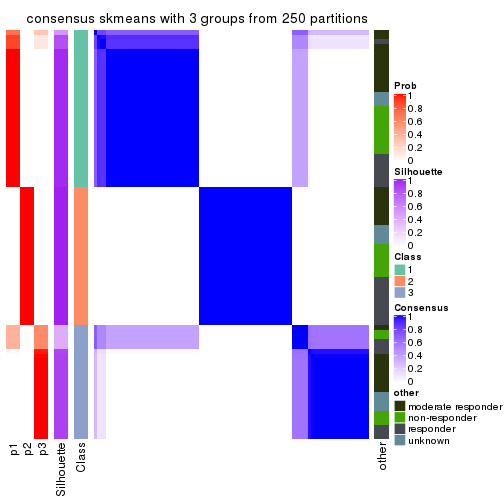 consensus skmeans with 3 groups from 250 partitions
Prob
1
0.8
0.6
0.4
0.2
0
Silhouette
1
0.8
0.6
0.4
0.2
0
Class
1
2
3
Consensus
1
0.8
0.6
0.4
0.2
0
other
moderate responder
non-responder
responder
unknown
p1
p2
p3
Silhouette
Class
other